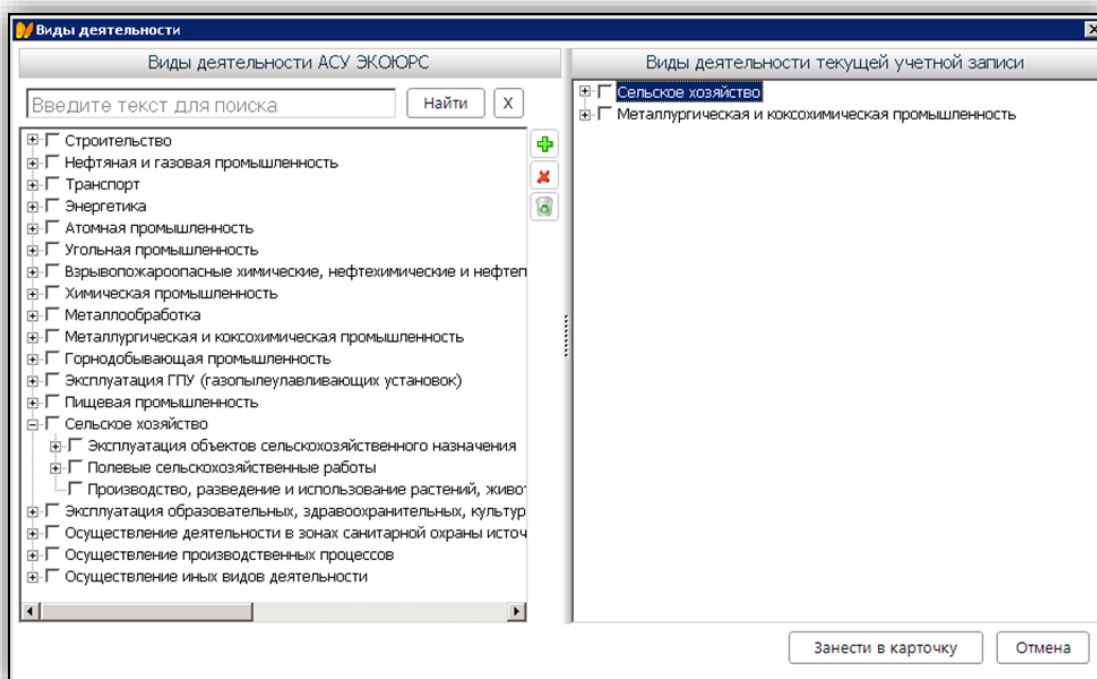 Виды деятельности
Виды деятельности АСУ ЭКОЮРС
Введите текст для поиска
Найти
X
Строительство
Нефтяная и газовая промышленность
Транспорт
Энергетика
Атомная промышленность
Угольная промышленность
Взрывопожароопасные химические, нефтехимические и нефтеп
Химическая промышленность
Металлообработка
Металлургическая и коксохимическая промышленность
Горнодобывающая промышленность
Эксплуатация ГПУ (газопылеулавливающих установок)
Пищевая промышленность
Сельское хозяйство
Эксплуатация объектов сельскохозяйственного назначения
Полевые сельскохозяйственные работы
Производство, разведение и использование растений, живот
Эксплуатация образовательных, здравоохранительных, культур
Осуществление деятельности в зонах санитарной охраны источ
Осуществление производственных процессов
Осуществление иных видов деятельности
Виды деятельности текущей учетной записи
Сельское хозяйство
Металлургическая и коксохимическая промышленность
Занести в карточку
Отмена